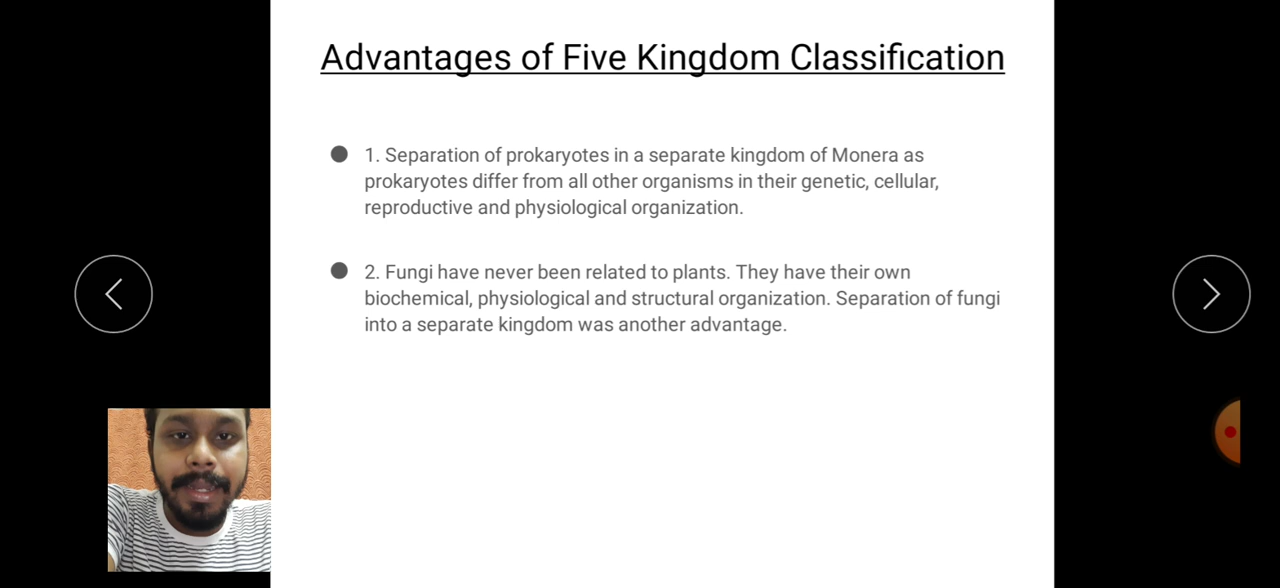 Advantages of Five Kingdom Classification
1. Separation of prokaryotes in a separate kingdom of Monera as
prokaryotes differ from all other organisms in their genetic, cellular,
reproductive and physiological organization.
2. Fungi have never been related to plants. They have their own
biochemical, physiological and structural organization. Separation of fungi
into a separate kingdom was another advantage.